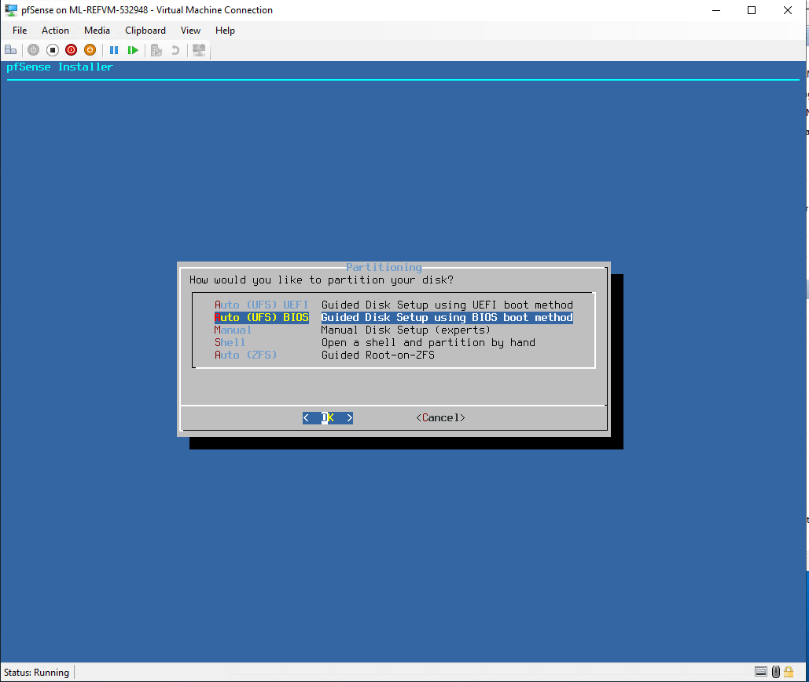 pfSense on ML-REFVM-532948 - Virtual Machine Connection
File Action Media Clipboard View Help
pfSense Installer
Partitioning
How would you like to partition your disk?
Auto (UFS) UEFI Guided Disk Setup using UEFI boot method
Auto (UFS) BIOS Guided Disk Setup using BIOS boot method
Manual Manual Disk Setup (experts)
Shell Open a shell and partition by hand
Auto (ZFS) Guided Root-on-ZFS
< OK > <Cancel>
Status: Running